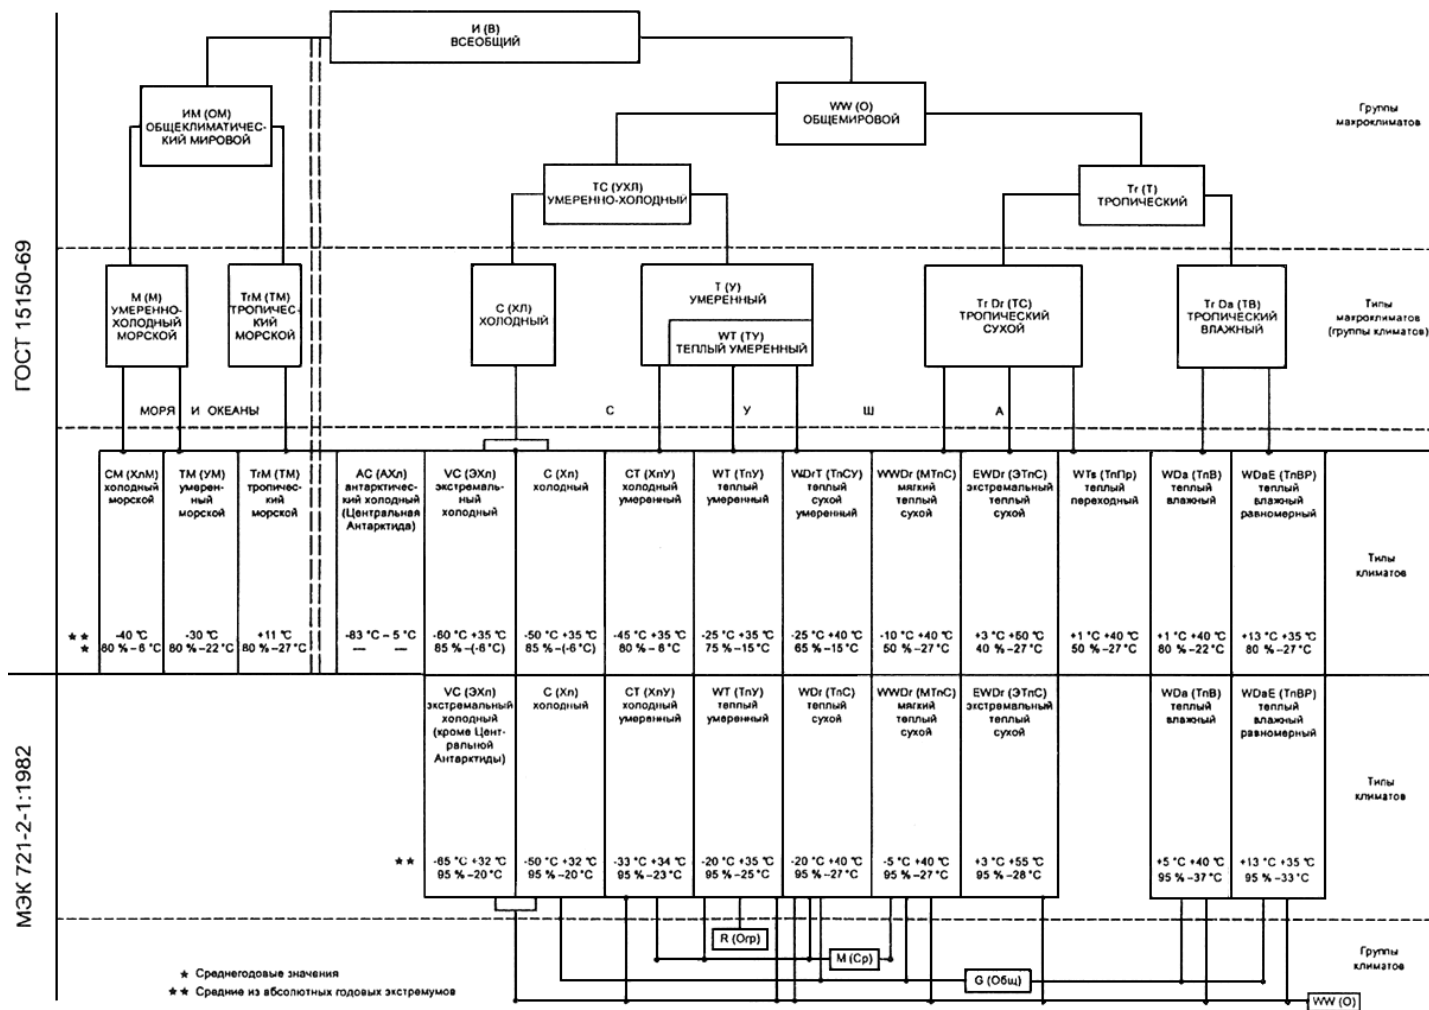 И (В)
ВСЕОБЩИЙ
ИМ (ОМ)
ОБЩЕКЛИМАТИЧЕС-
КИЙ МИРОВОЙ
WW (О)
ОБЩЕМИРОВОЙ
Группы
макроклиматов
ТС (УХЛ)
УМЕРЕННО-ХОЛОДНЫЙ
Tr (Т)
ТРОПИЧЕСКИЙ
ГОСТ 15150-69
М (М)
УМЕРЕННО-
ХОЛОДНЫЙ
МОРСКОЙ
TrM (ТМ)
ТРОПИЧЕС-
КИЙ
МОРСКОЙ
С (ХЛ)
ХОЛОДНЫЙ
Т (У)
УМЕРЕННЫЙ
WT (ТУ)
ТЕПЛЫЙ УМЕРЕННЫЙ
Tr Dr (ТС)
ТРОПИЧЕСКИЙ
СУХОЙ
Tr Da (ТВ)
ТРОПИЧЕСКИЙ
ВЛАЖНЫЙ
Типы
макроклиматов
(группы климатов)
МОРЯ И ОКЕАНЫ
С У Ш А
СМ (ХлМ)
холодный
морской
-40 °С
80 % –6 °С
ТМ (УМ)
умерен-
ный
морской
-30 °С
80 % –22 °С
TrM (ТМ)
тропичес-
кий
морской
+11 °С
80 % –27 °С
АС (АХл)
антарктичес-
кий холодный
(Центральная
Антарктида)
-83 °С – 5 °С
— —
VC (ЭХл)
экстремаль-
ный
холодный
-60 °С +35 °С
85 % –(-6 °С)
С (Хл)
холодный
-50 °С +35 °С
85 % –(-6 °С)
СТ (ХлУ)
холодный
умеренный
-45 °С +35 °С
80 % – 6 °С
WT (ТпУ)
теплый
умеренный
-25 °С +35 °С
75 % –15 °С
WDrT (ТпСУ)
теплый
сухой
умеренный
-25 °С +40 °С
65 % –15 °С
WWDr (МТпС)
мягкий
теплый
сухой
-10 °С +40 °С
50 % –27 °С
EWDr (ЭТпС)
экстремальный
теплый
сухой
+3 °С +50 °С
40 % –27 °С
WTs (ТпПр)
теплый
переходный
+1 °С +40 °С
50 % –27 °С
WDa (ТпВ)
теплый
влажный
+1 °С +40 °С
80 % –22 °С
WDaE (ТпВР)
теплый
влажный
равномерный
+13 °С +35 °С
80 % –27 °С
Типы
климатов
★ ★
★
МЭК 721-2-1:1982
VC (ЭХл)
экстремальный
холодный
(кроме Цент-
ральной
Антарктиды)
-65 °С +32 °С
95 % –20 °С
С (Хл)
холодный
-50 °С +32 °С
95 % –20 °С
СТ (ХлУ)
холодный
умеренный
-33 °С +34 °С
95 % –23 °С
WT (ТпУ)
теплый
умеренный
-20 °С +35 °С
95 % –25 °С
WDr (ТпС)
теплый
сухой
-20 °С +40 °С
95 % –27 °С
WWDr (МТпС)
мягкий
теплый
сухой
-5 °С +40 °С
95 % –27 °С
EWDr (ЭТпС)
экстремальный
теплый
сухой
+3 °С +55 °С
95 % –28 °С
WDa (ТпВ)
теплый
влажный
+5 °С +40 °С
95 % –37 °С
WDaE (ТпВР)
теплый
влажный
равномерный
+13 °С +35 °С
95 % –33 °С
Типы
климатов
★ ★
R (Огр)
М (Ср)
G (Общ)
WW (О)
Группы
климатов
★ Среднегодовые значения
★★ Средние из абсолютных годовых экстремумов